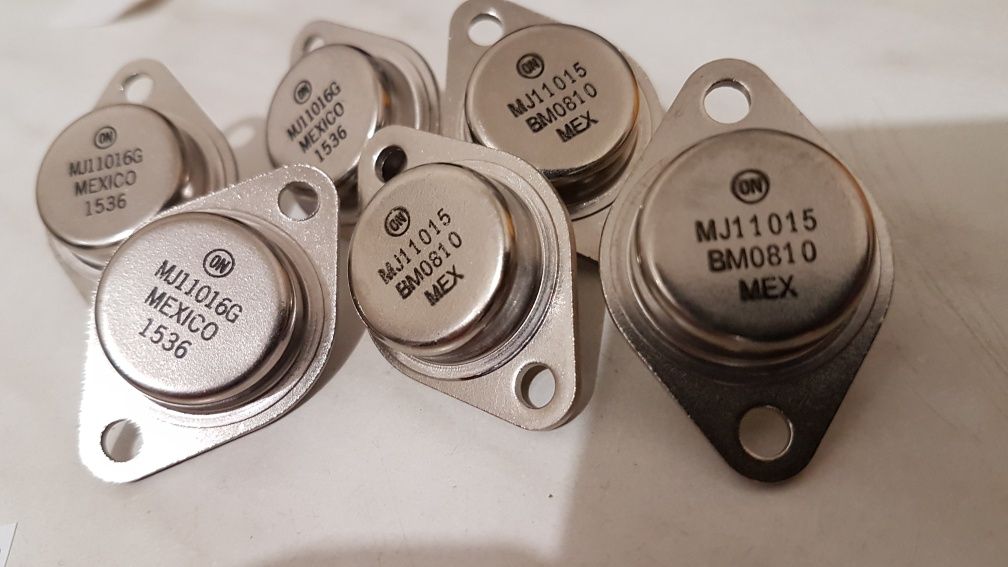 ON
MJ11016G
MEXICO
1536
ON
MJ11016G
MEXICO
1536
ON
MJ11015
BM0810
MEX
ON
MJ11016G
MEXICO
1536
ON
MJ11015
BM0810
MEX
ON
MJ11015
BM0810
MEX